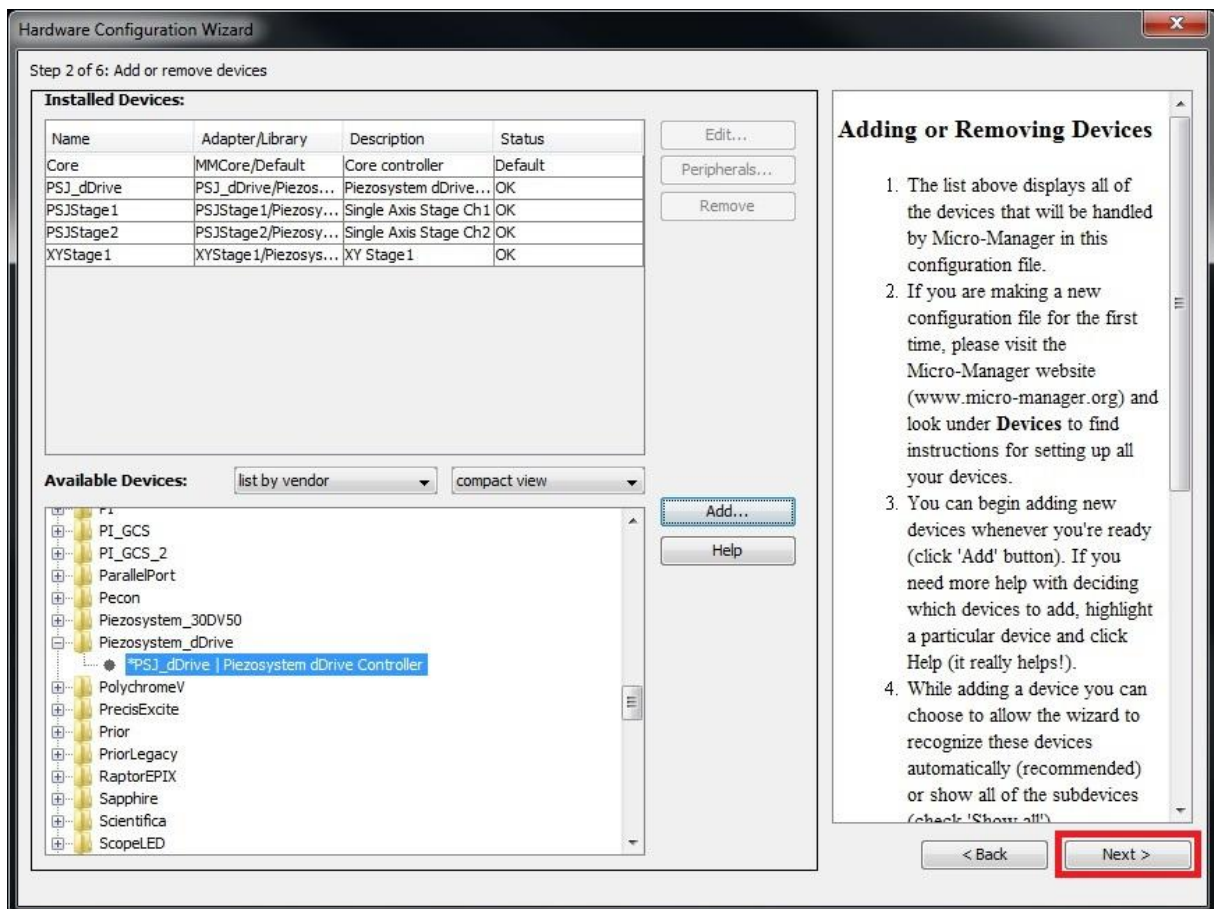 Hardware Configuration Wizard
Step 2 of 6: Add or remove devices
Installed Devices:
Name Adapter/Library Description Status
Core MMCore/Default Core controller Default
PSJ_dDrive PSJ_dDrive/Piezos... Piezosystem dDrive... OK
PSJStage1 PSJStage1/Piezosy... Single Axis Stage Ch1 OK
PSJStage2 PSJStage2/Piezosy... Single Axis Stage Ch2 OK
XYStage1 XYStage1/Piezosys... XY Stage1 OK
Edit...
Peripherals...
Remove
Available Devices: list by vendor compact view
PI
PI_GCS
PI_GCS_2
ParallelPort
Pecon
Piezosystem_30DV50
Piezosystem_dDrive
*PSJ_dDrive | Piezosystem dDrive Controller
PolychromeV
PrecisExcite
Prior
PriorLegacy
RaptorEPIX
Sapphire
Scientifica
ScopeLED
Add...
Help
Adding or Removing Devices
1. The list above displays all of
the devices that will be handled
by Micro-Manager in this
configuration file.
2. If you are making a new
configuration file for the first
time, please visit the
Micro-Manager website
(www.micro-manager.org) and
look under Devices to find
instructions for setting up all
your devices.
3. You can begin adding new
devices whenever you're ready
(click 'Add' button). If you
need more help with deciding
which devices to add, highlight
a particular device and click
Help (it really helps!).
4. While adding a device you can
choose to allow the wizard to
recognize these devices
automatically (recommended)
or show all of the subdevices
(check 'Show all')
< Back
Next >